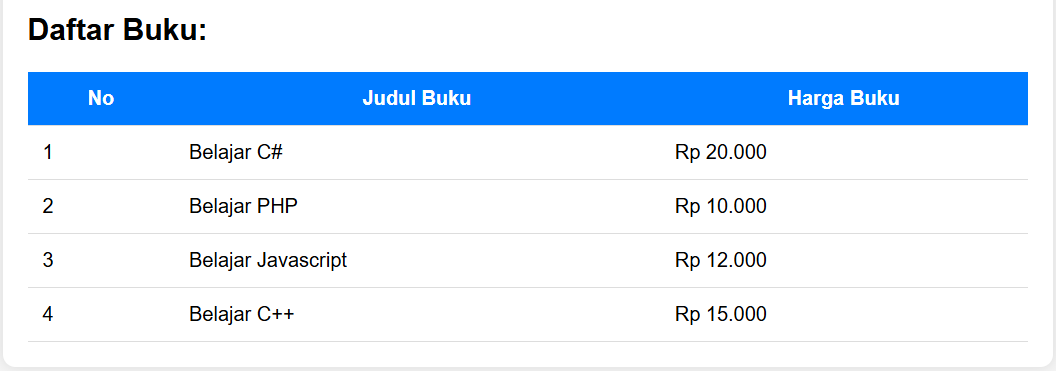 Daftar Buku:
No Judul Buku Harga Buku
1 Belajar C# Rp 20.000
2 Belajar PHP Rp 10.000
3 Belajar Javascript Rp 12.000
4 Belajar C++ Rp 15.000